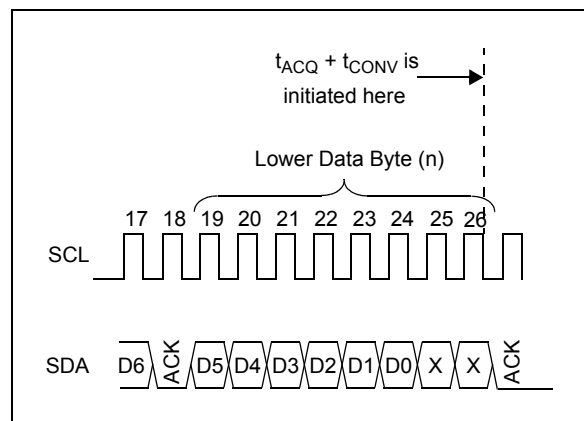 tACQ + tCONV is
initiated here
Lower Data Byte (n)
17 18 19 20 21 22 23 24 25 26
SCL
SDA D6 ACK D5 D4 D3 D2 D1 D0 X X ACK